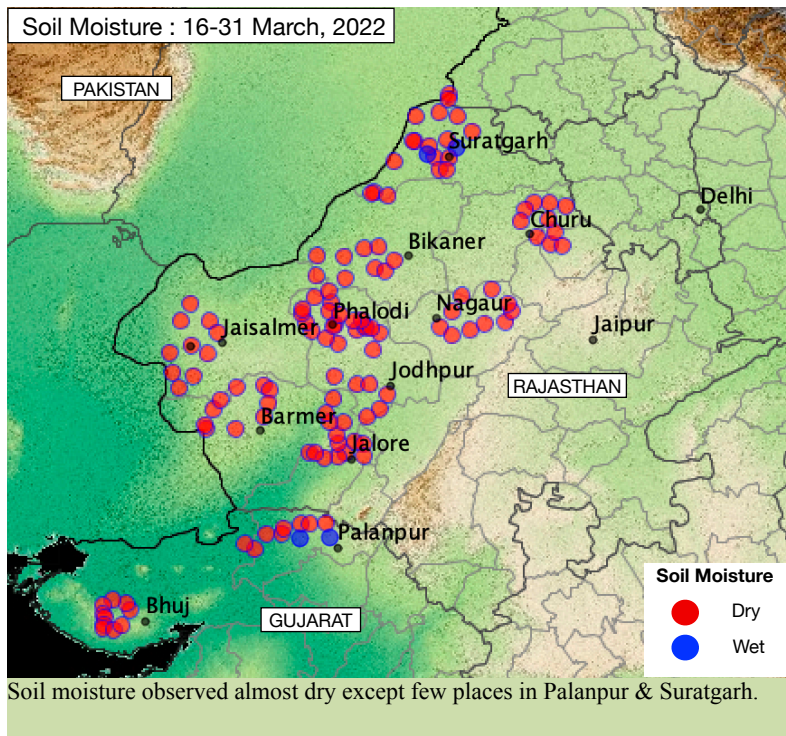 Soil Moisture : 16-31 March, 2022
PAKISTAN
Suratgarh
Delhi
Churu
Bikaner
Nagaur
Phalodi
Jaisalmer
Jaipur
Jodhpur
RAJASTHAN
Barmer
Jalore
Palanpur
Bhuj
GUJARAT
Soil Moisture
Dry
Wet
Soil moisture observed almost dry except few places in Palanpur & Suratgarh.